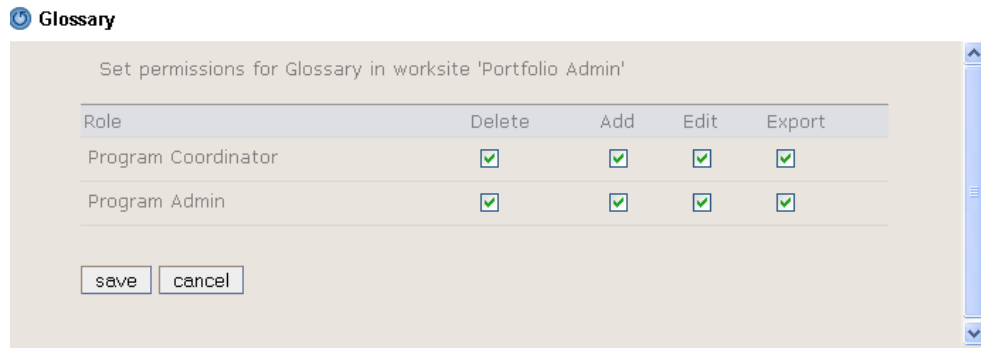 Glossary
Set permissions for Glossary in worksite 'Portfolio Admin'
Role Delete Add Edit Export
Program Coordinator
Program Admin
save cancel